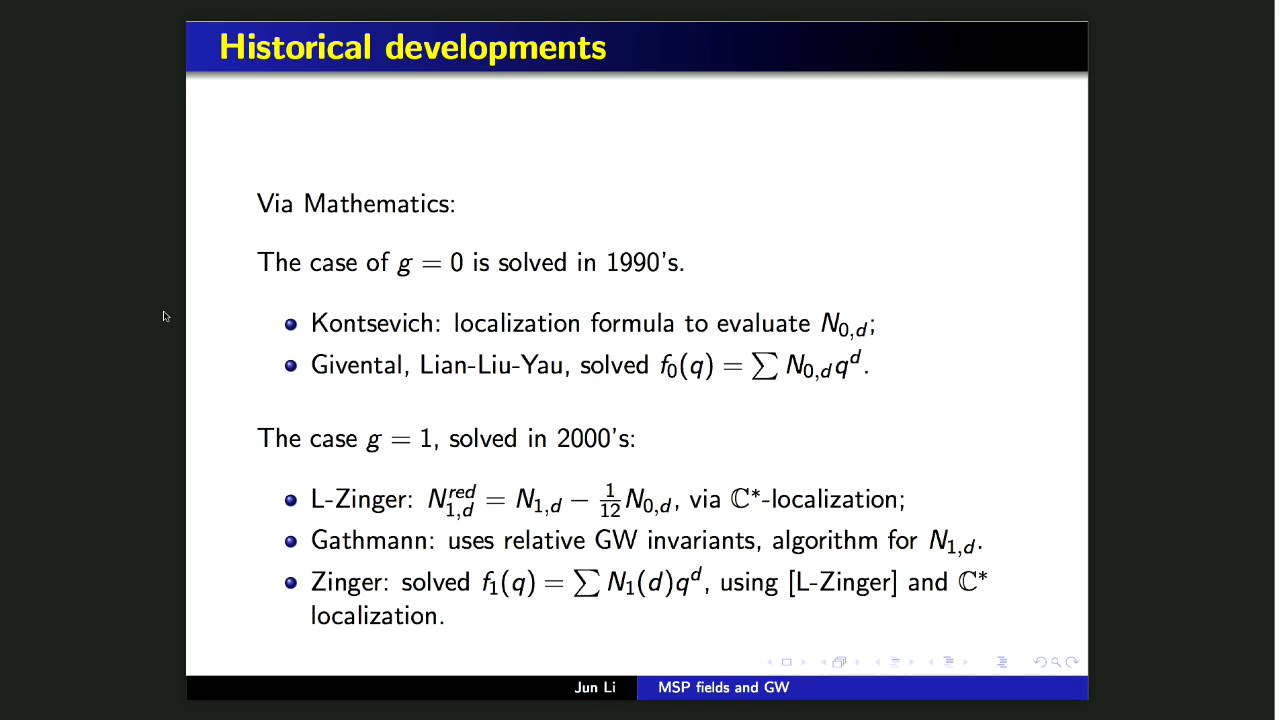 Historical developments
Via Mathematics:
The case of g = 0 is solved in 1990's.
Kontsevich: localization formula to evaluate N_{0,d};
Givental, Lian-Liu-Yau, solved f_0(q) = ∑ N_{0,d}q^d.
The case g = 1, solved in 2000's:
L-Zinger: N_{1,d}^{red} = N_{1,d} − \frac{1}{12}N_{0,d}, via ℂ*-localization;
Gathmann: uses relative GW invariants, algorithm for N_{1,d}.
Zinger: solved f_1(q) = ∑ N_1(d)q^d, using [L-Zinger] and ℂ*
localization.
Jun Li MSP fields and GW